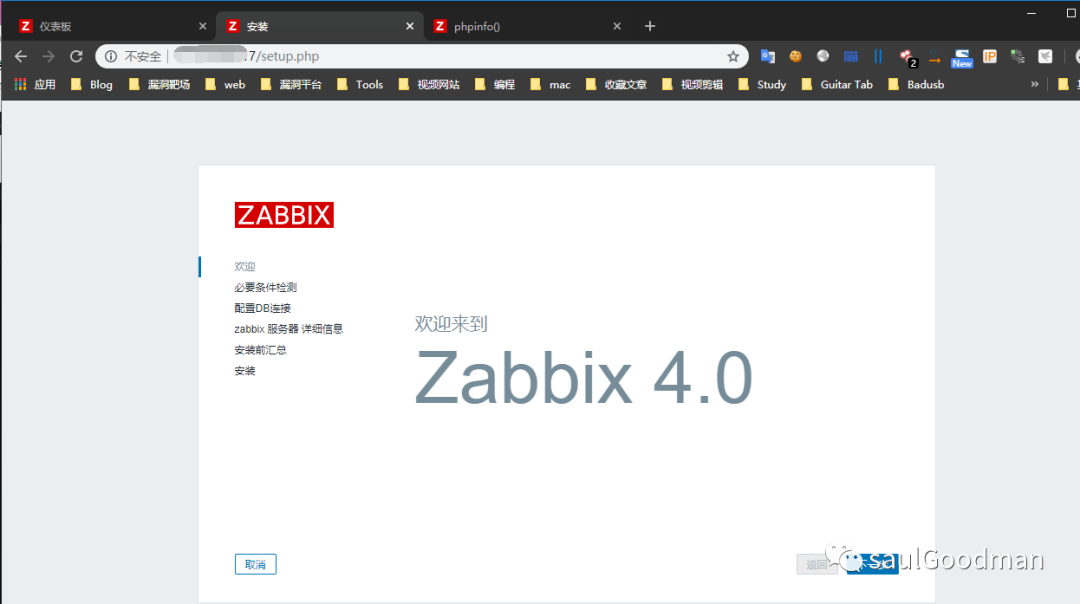 仪表板
安装
phpinfo()
不安全
7/setup.php
2
New
IP
应用
Blog
漏洞靶场
web
漏洞平台
Tools
视频网站
编程
mac
收藏文章
视频剪辑
Study
Guitar Tab
Badusb
»
ZABBIX
欢迎
必要条件检测
配置DB连接
zabbix 服务器 详细信息
安装前汇总
安装
欢迎来到
Zabbix 4.0
取消
返回
saulGoodman